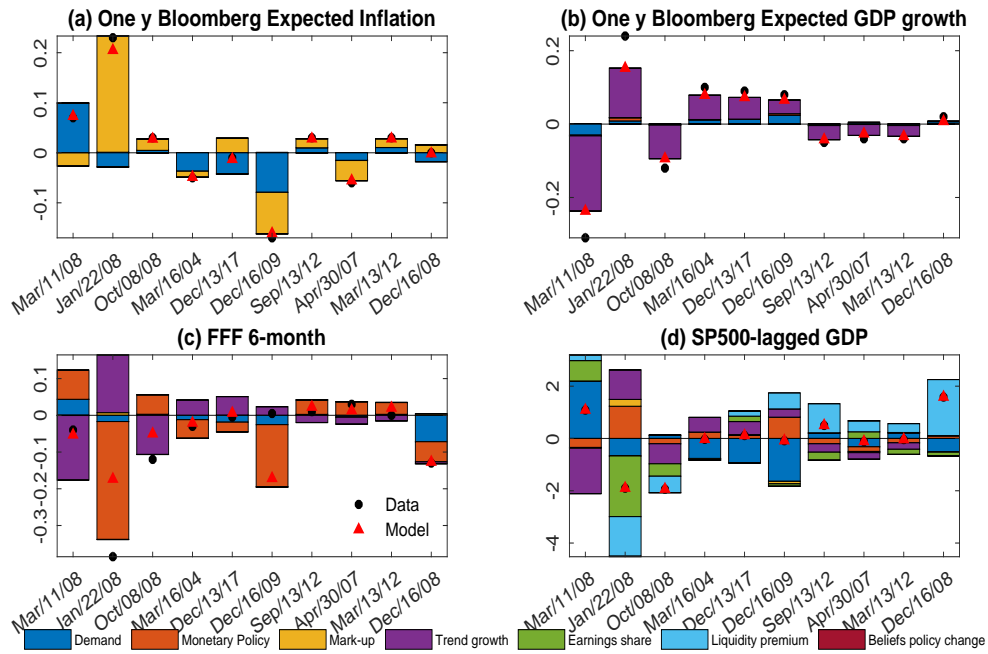 (a) One y Bloomberg Expected Inflation
0.2
0.1
0
-0.1
Mar/11/08
Jan/22/08
Oct/08/08
Mar/16/04
Dec/13/17
Dec/16/09
Sep/13/12
Apr/30/07
Mar/13/12
Dec/16/08
(b) One y Bloomberg Expected GDP growth
0.2
0
-0.2
Mar/11/08
Jan/22/08
Oct/08/08
Mar/16/04
Dec/13/17
Dec/16/09
Sep/13/12
Apr/30/07
Mar/13/12
Dec/16/08
(c) FFF 6-month
0.1
0
-0.1
-0.2
-0.3
Data
Model
Mar/11/08
Jan/22/08
Oct/08/08
Mar/16/04
Dec/13/17
Dec/16/09
Sep/13/12
Apr/30/07
Mar/13/12
Dec/16/08
(d) SP500-lagged GDP
2
0
-2
-4
Mar/11/08
Jan/22/08
Oct/08/08
Mar/16/04
Dec/13/17
Dec/16/09
Sep/13/12
Apr/30/07
Mar/13/12
Dec/16/08
Demand
Monetary Policy
Mark-up
Trend growth
Earnings share
Liquidity premium
Beliefs policy change